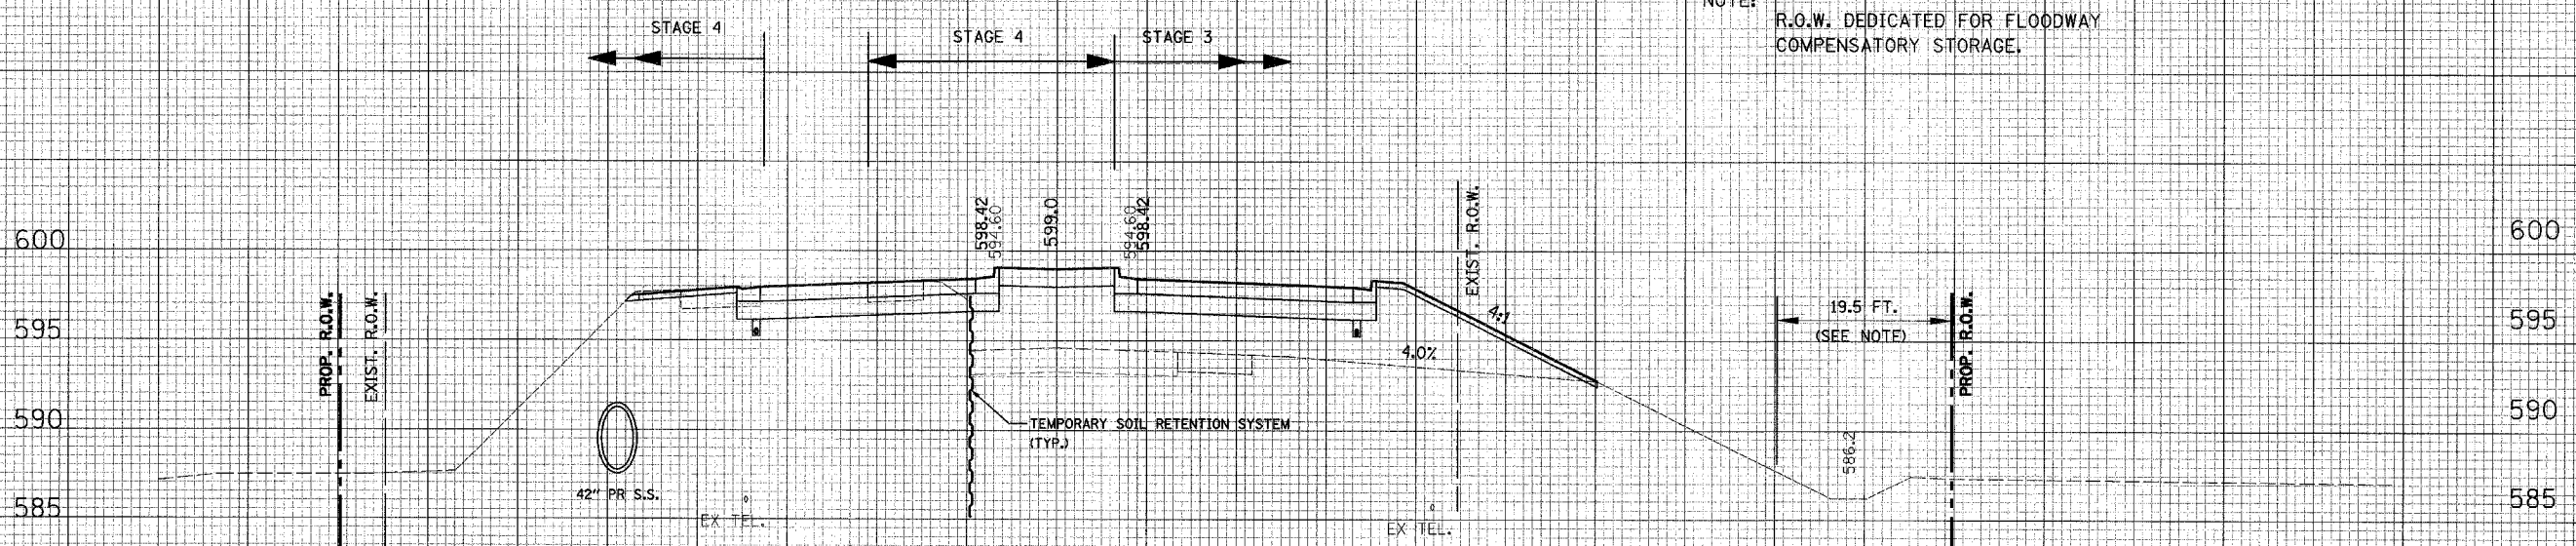 NOTE:
R.O.W. DEDICATED FOR FLOODWAY
COMPENSATORY STORAGE.
STAGE 4
STAGE 4
STAGE 3
598.42
594.60
599.0
594.60
598.42
EXIST. R.O.W.
600
600
PROP. R.O.W.
EXIST. R.O.W.
595
4:1
4.0%
19.5 FT.
(SEE NOTE)
PROP. R.O.W.
595
590
TEMPORARY SOIL RETENTION SYSTEM
(TYP.)
586.2
590
42" PR S.S.
585
EX TEL.
EX TEL.
585